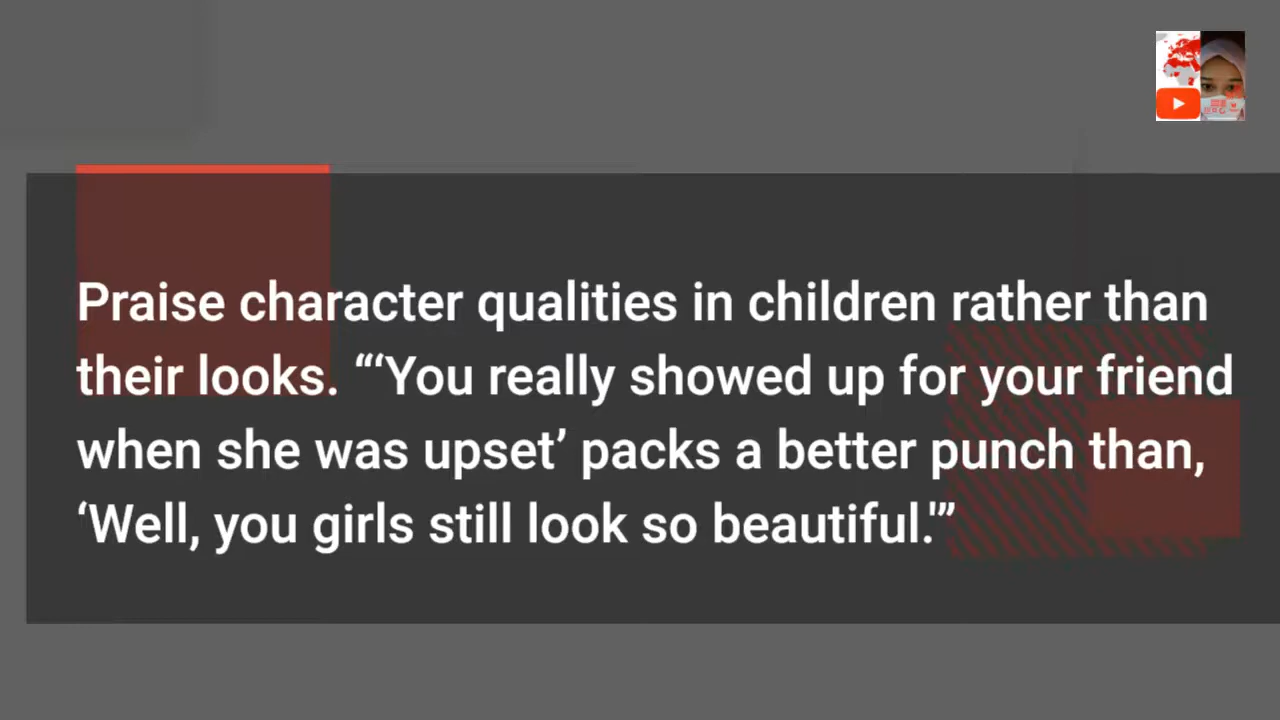 Praise character qualities in children rather than
their looks. “‘You really showed up for your friend
when she was upset’ packs a better punch than,
‘Well, you girls still look so beautiful.'”